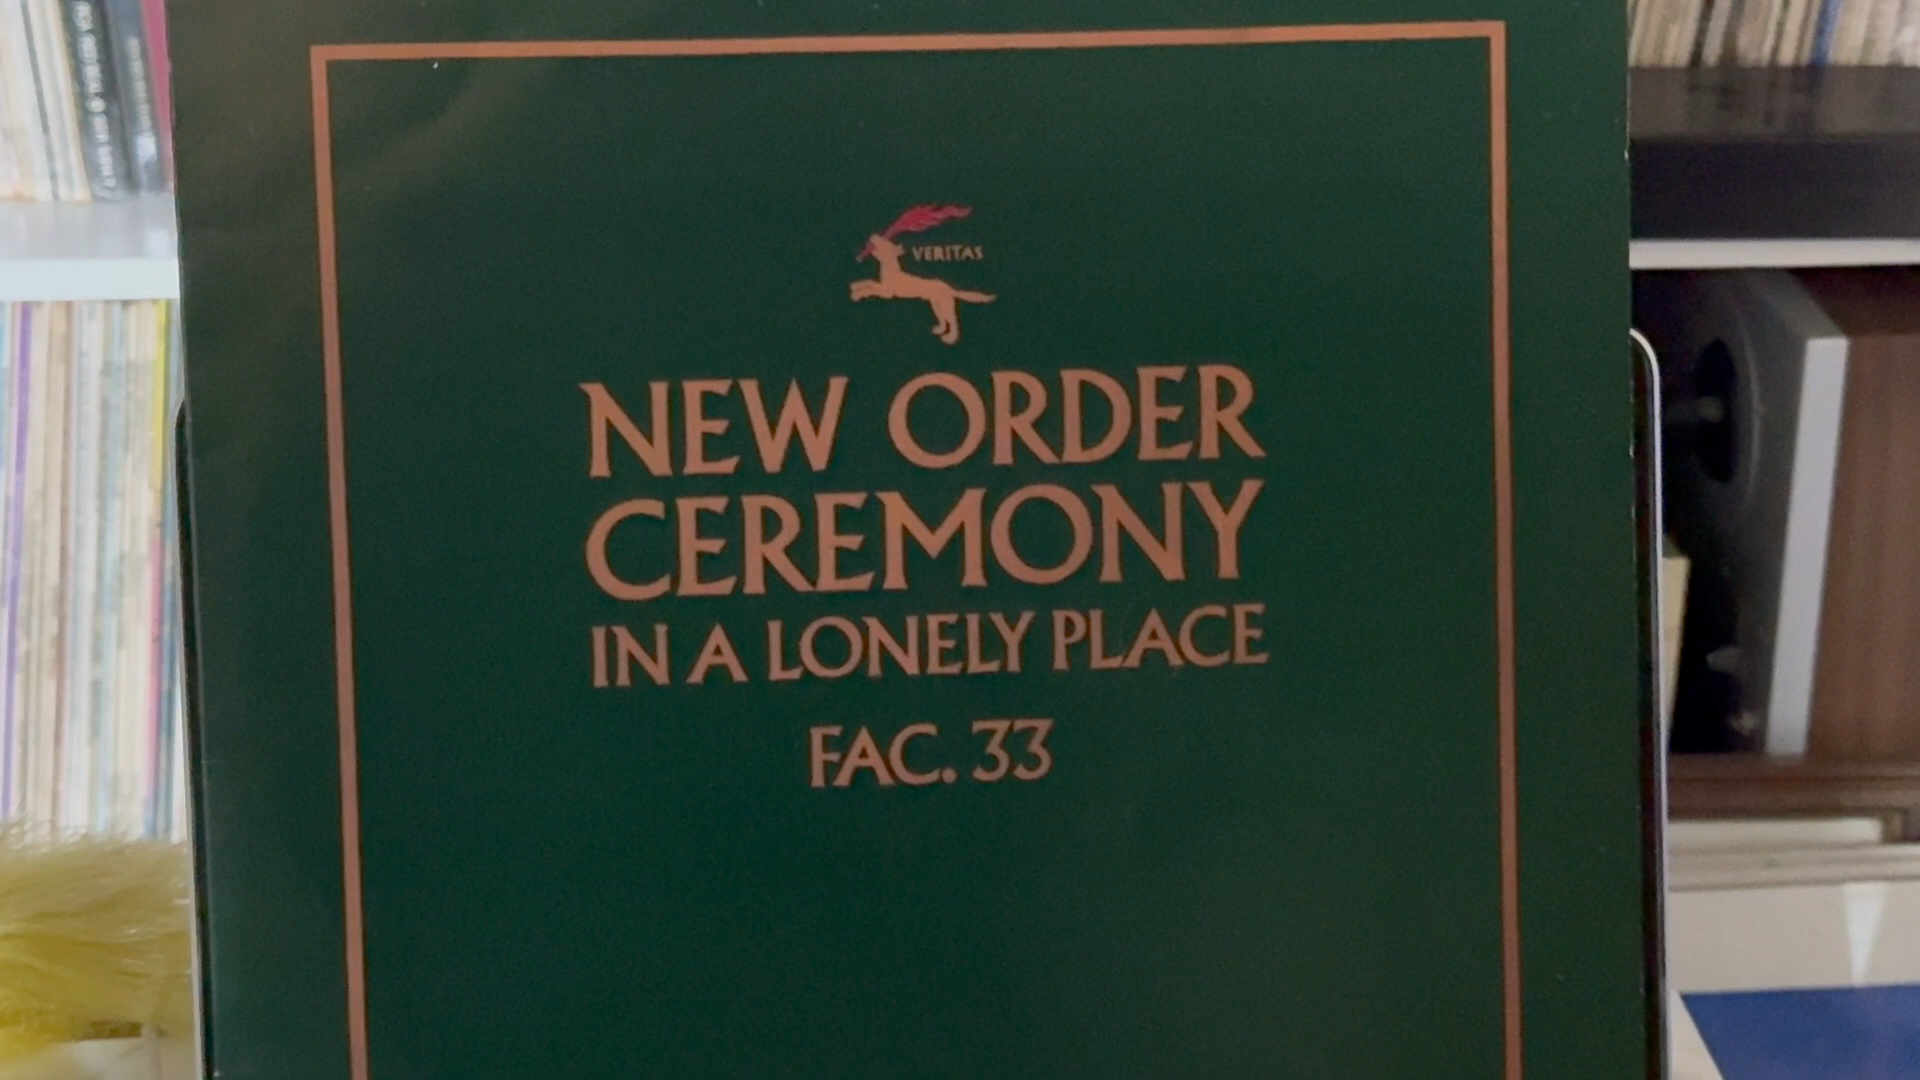 VERITAS
NEW ORDER
CEREMONY
IN A LONELY PLACE
FAC. 33